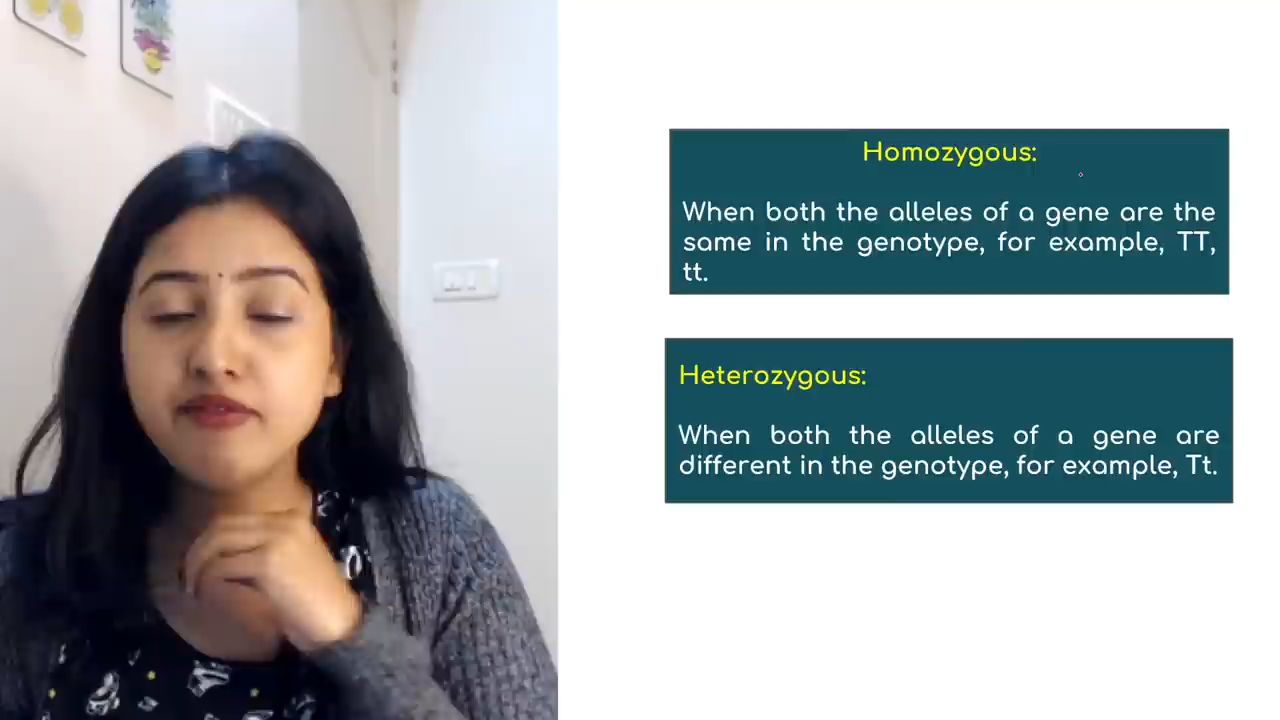 Homozygous:
When both the alleles of a gene are the
same in the genotype, for example, TT,
tt.
Heterozygous:
When both the alleles of a gene are
different in the genotype, for example, Tt.